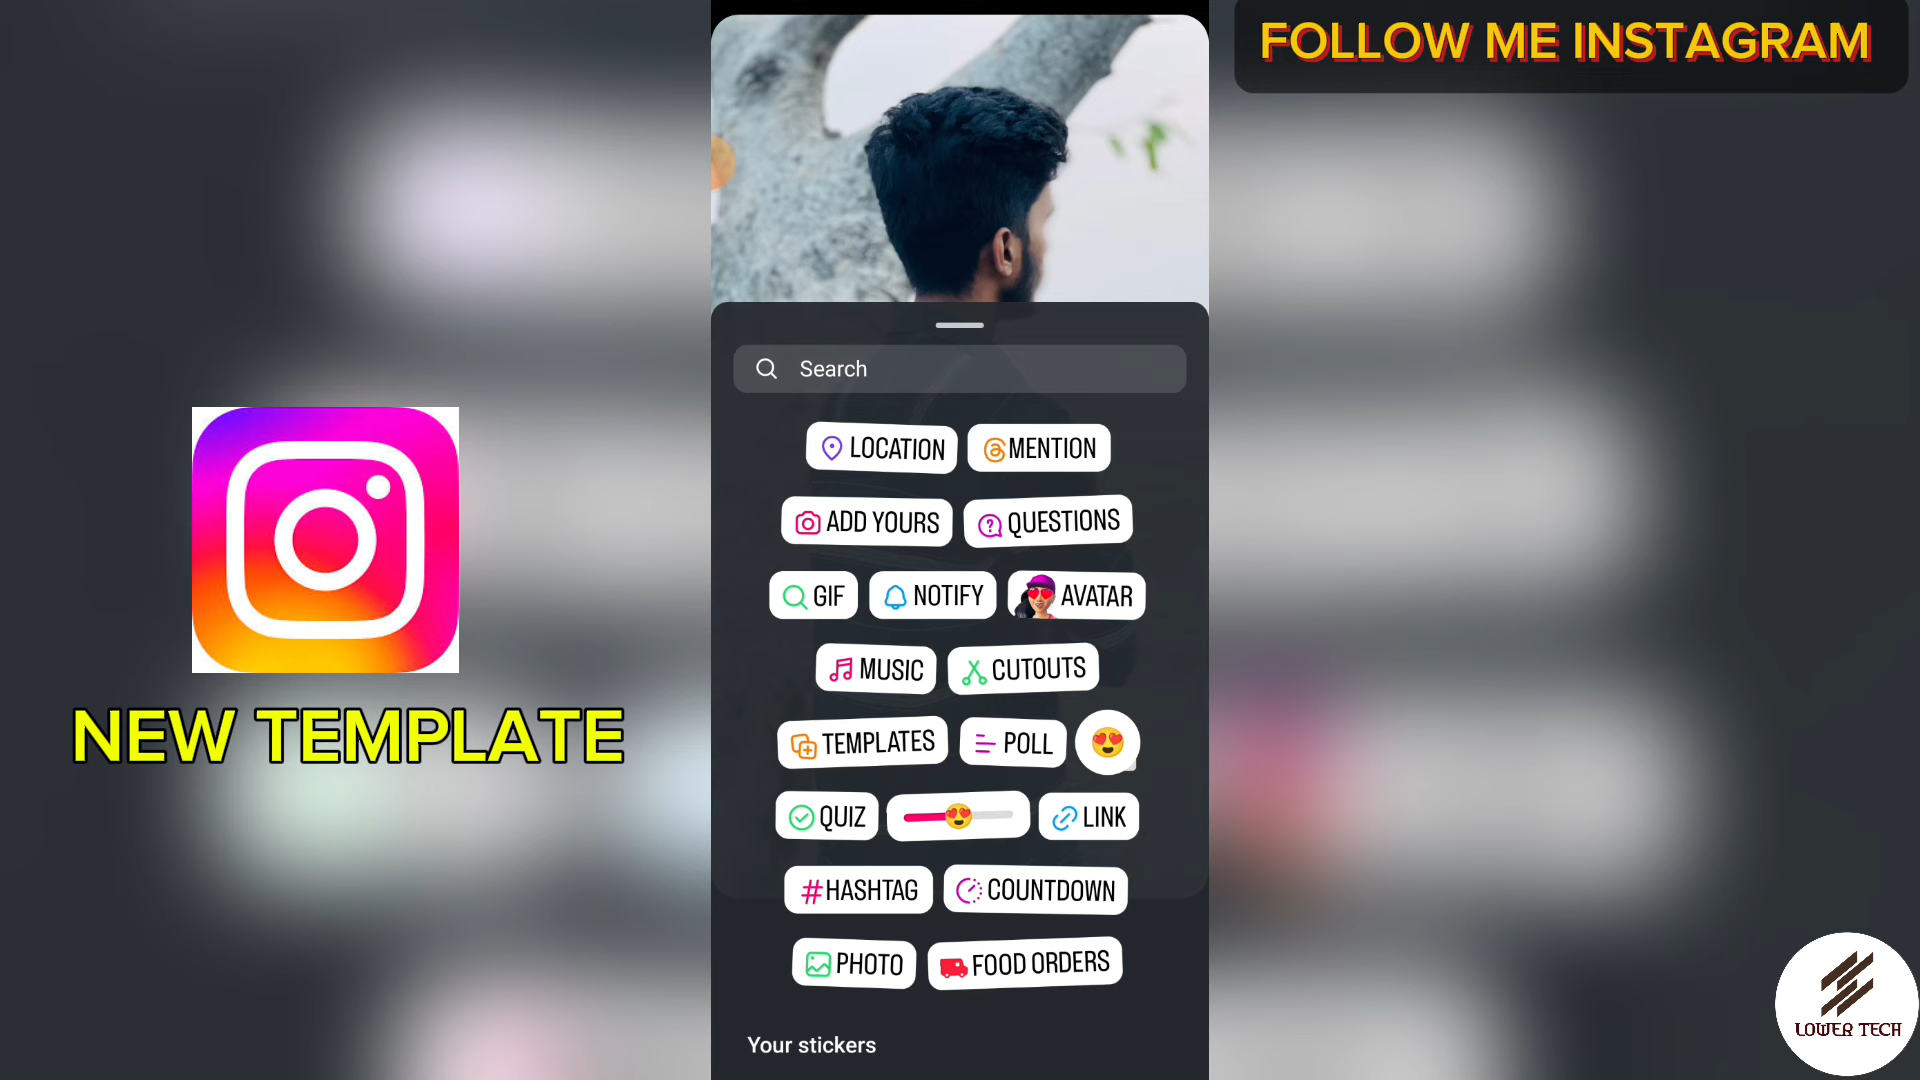 FOLLOW ME INSTAGRAM
Search
LOCATION
MENTION
ADD YOURS
QUESTIONS
GIF
NOTIFY
AVATAR
MUSIC
CUTOUTS
NEW TEMPLATE
TEMPLATES
POLL
QUIZ
LINK
#HASHTAG
COUNTDOWN
PHOTO
FOOD ORDERS
LOWER TECH
Your stickers